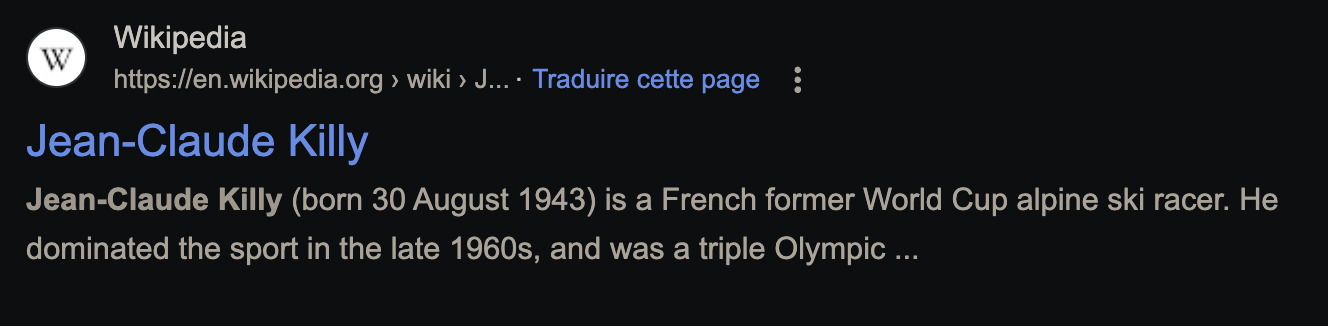 W
Wikipedia
https://en.wikipedia.org › wiki › J... · Traduire cette page
Jean-Claude Killy
Jean-Claude Killy (born 30 August 1943) is a French former World Cup alpine ski racer. He
dominated the sport in the late 1960s, and was a triple Olympic ...